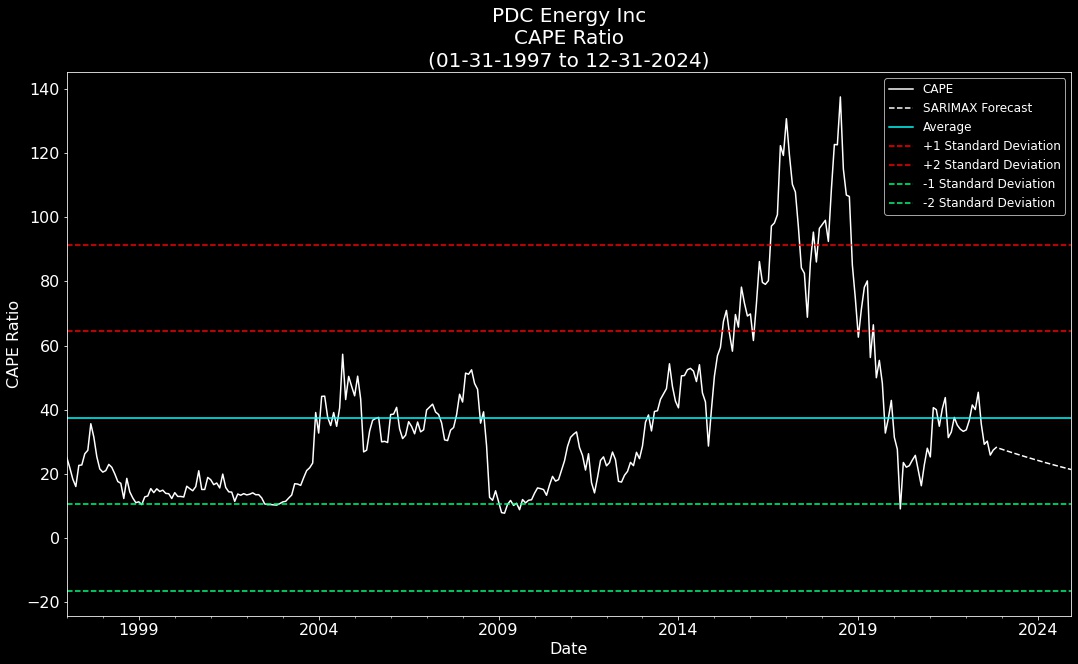 PDC Energy Inc
CAPE Ratio
(01-31-1997 to 12-31-2024)
CAPE
SARIMAX Forecast
Average
+1 Standard Deviation
+2 Standard Deviation
-1 Standard Deviation
-2 Standard Deviation
140
120
100
80
60
40
20
0
−20
CAPE Ratio
1999 2004 2009 2014 2019 2024
Date